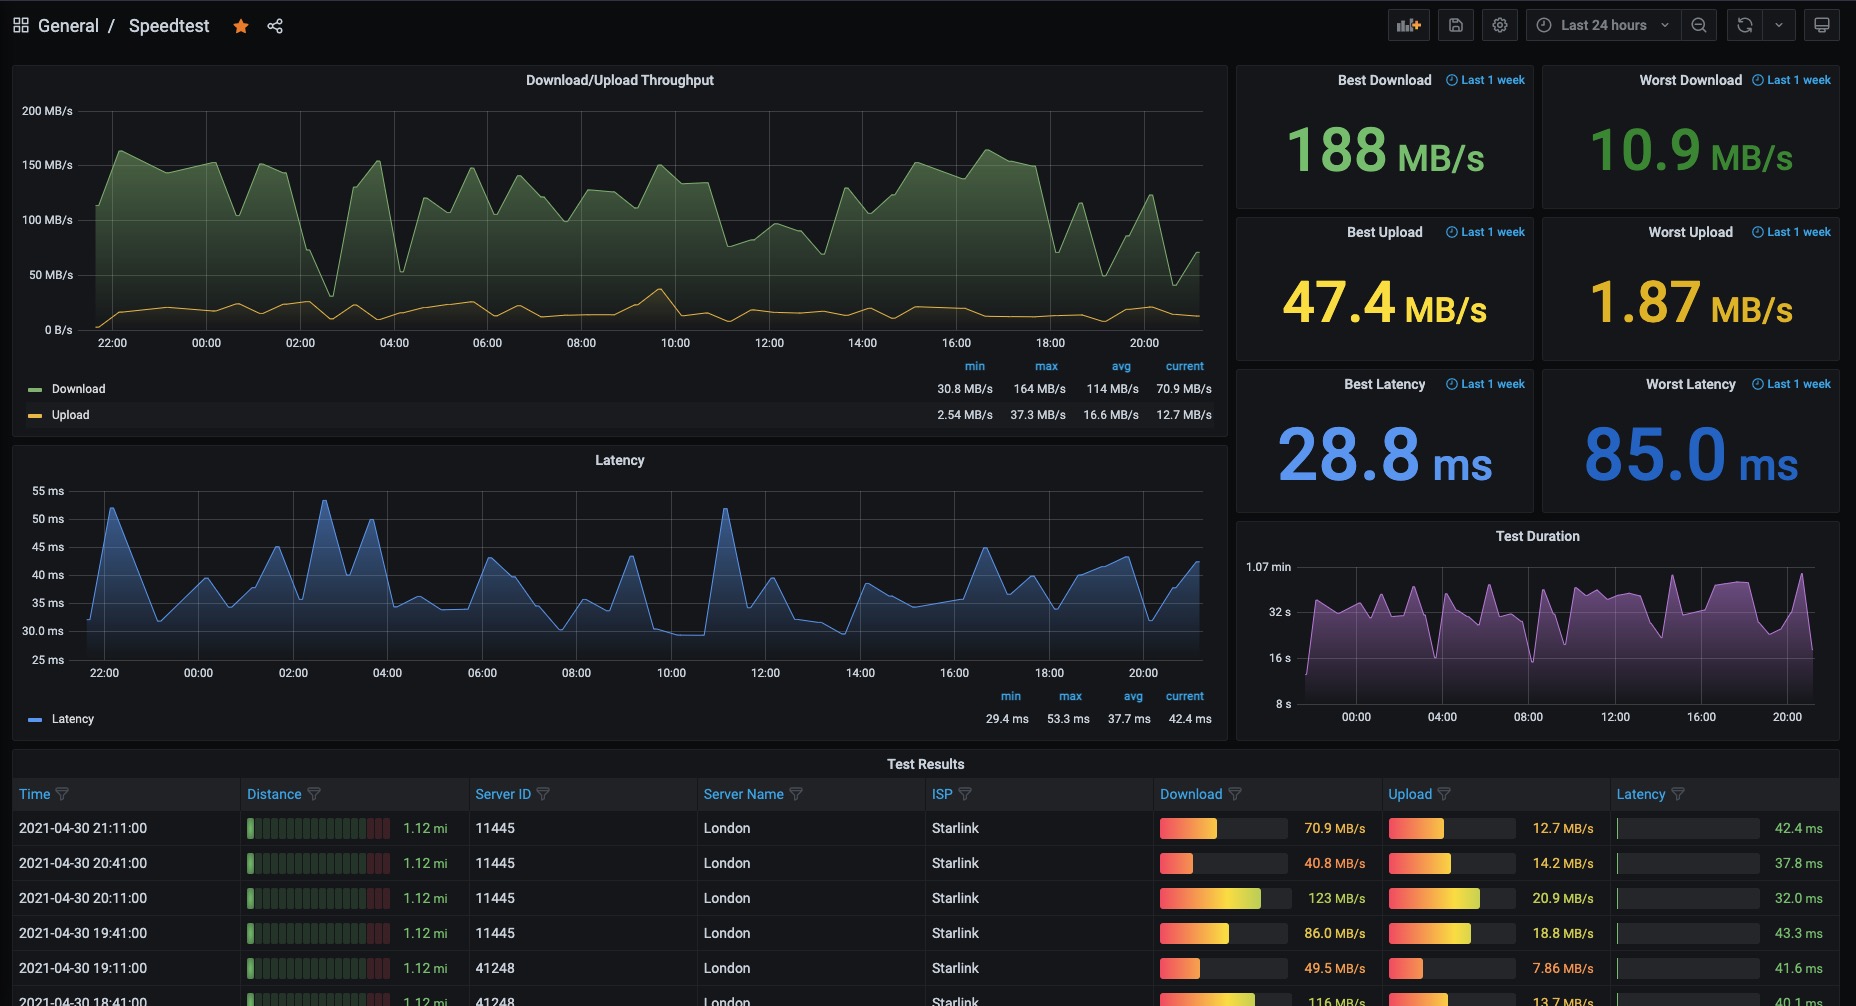 General / Speedtest
Last 24 hours
Download/Upload Throughput
200 MB/s
150 MB/s
100 MB/s
50 MB/s
0 B/s
22:00 00:00 02:00 04:00 06:00 08:00 10:00 12:00 14:00 16:00 18:00 20:00
min max avg current
Download 30.8 MB/s 164 MB/s 114 MB/s 70.9 MB/s
Upload 2.54 MB/s 37.3 MB/s 16.6 MB/s 12.7 MB/s
Best Download Last 1 week
188 MB/s
Worst Download Last 1 week
10.9 MB/s
Best Upload Last 1 week
47.4 MB/s
Worst Upload Last 1 week
1.87 MB/s
Best Latency Last 1 week
28.8 ms
Worst Latency Last 1 week
85.0 ms
Latency
55 ms
50 ms
45 ms
40 ms
35 ms
30.0 ms
25 ms
22:00 00:00 02:00 04:00 06:00 08:00 10:00 12:00 14:00 16:00 18:00 20:00
min max avg current
Latency 29.4 ms 53.3 ms 37.7 ms 42.4 ms
Test Duration
1.07 min
32 s
16 s
8 s
00:00 04:00 08:00 12:00 16:00 20:00
Test Results
Time Distance Server ID Server Name ISP Download Upload Latency
2021-04-30 21:11:00 1.12 mi 11445 London Starlink 70.9 MB/s 12.7 MB/s 42.4 ms
2021-04-30 20:41:00 1.12 mi 11445 London Starlink 40.8 MB/s 14.2 MB/s 37.8 ms
2021-04-30 20:11:00 1.12 mi 11445 London Starlink 123 MB/s 20.9 MB/s 32.0 ms
2021-04-30 19:41:00 1.12 mi 11445 London Starlink 86.0 MB/s 18.8 MB/s 43.3 ms
2021-04-30 19:11:00 1.12 mi 41248 London Starlink 49.5 MB/s 7.86 MB/s 41.6 ms
2021-04-30 18:41:00 1.12 mi 41248 London Starlink 116 MB/s 13.7 MB/s 40.1 ms